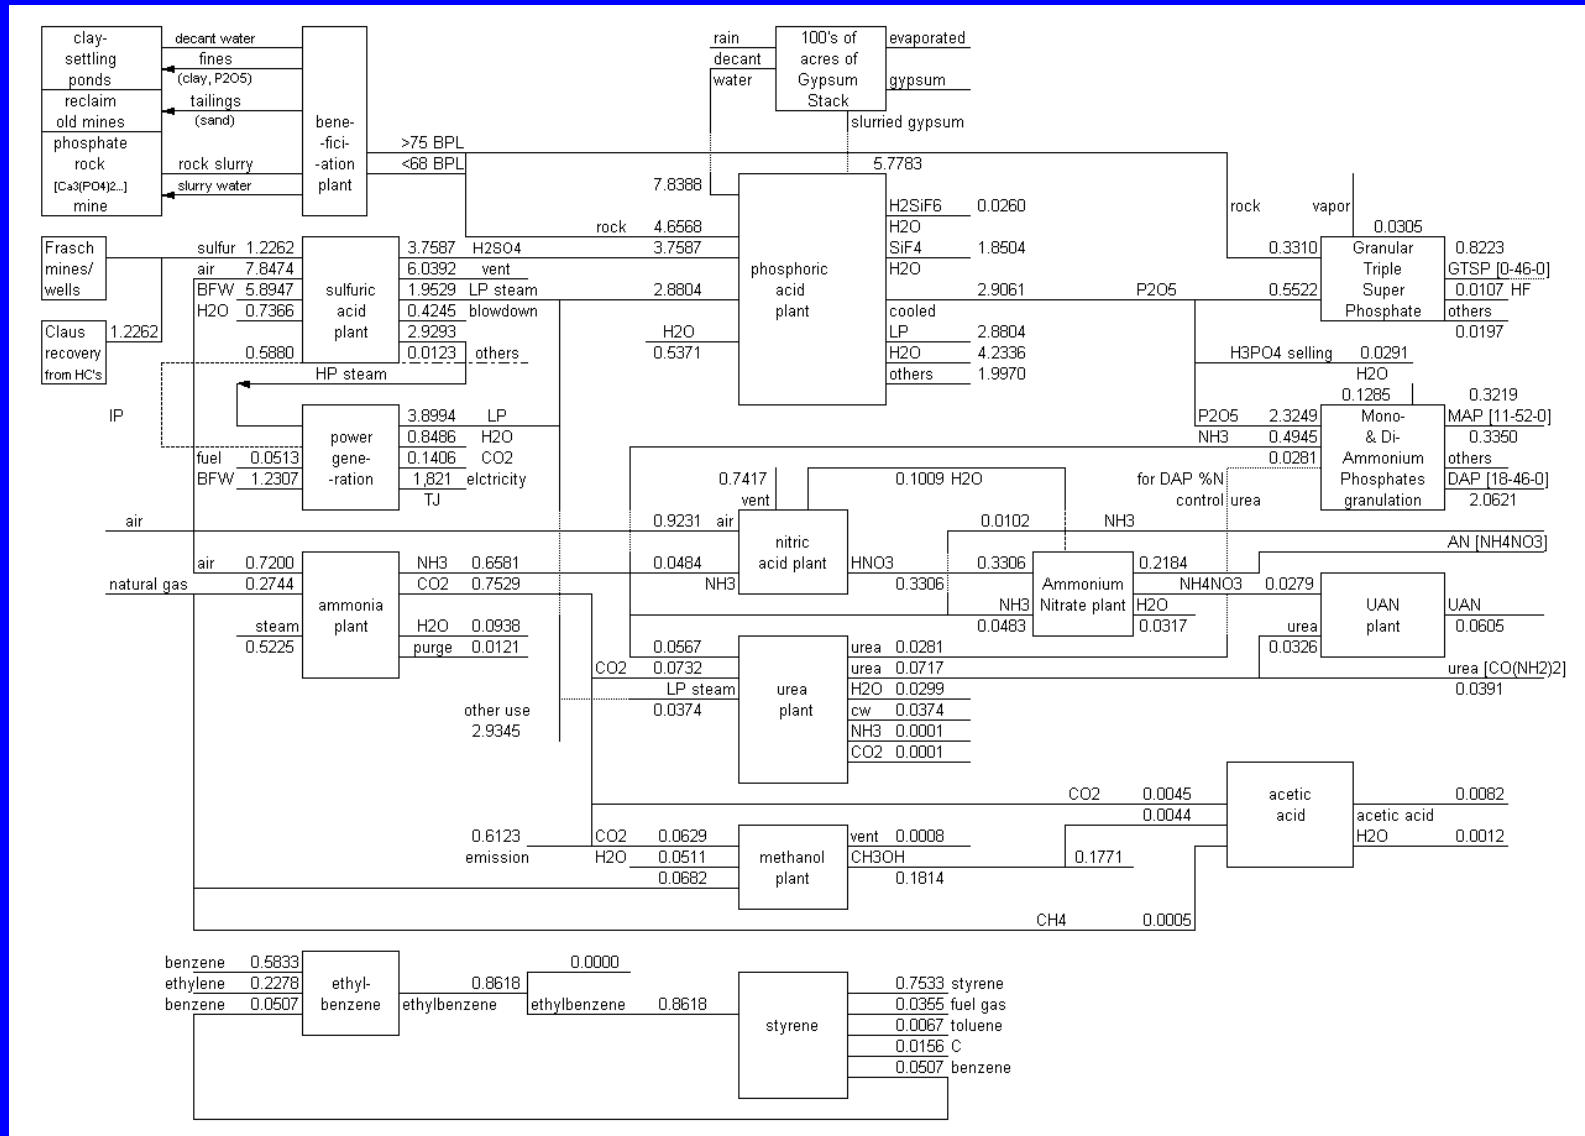 clay-
settling
ponds
reclaim
old mines
phosphate
rock
[Ca3(PO4)2...]
mine
decant water
fines
(clay, P2O5)
tailings
(sand)
rock slurry
slurry water
bene-
-fici-
-ation
plant
>75 BPL
<68 BPL
rain
decant
water
100's of
acres of
Gypsum
Stack
evaporated
gypsum
slurried gypsum
5.7783
7.8388
rock 4.6568
3.7587
2.8804
H2O
0.5371
phosphoric
acid
plant
H2SiF6 0.0260
H2O
SiF4 1.8504
H2O
2.9061
cooled
LP 2.8804
H2O 4.2336
others 1.9970
P2O5
rock
vapor
0.0305
0.3310
0.5522
Granular
Triple
Super
Phosphate
0.8223
GTSP [0-46-0]
0.0107 HF
others
0.0197
Frasch
mines/
wells
Claus
recovery
from HC's
1.2262
sulfur 1.2262
air 7.8474
BFW 5.8947
H2O 0.7366
0.5880
sulfuric
acid
plant
3.7587 H2SO4
6.0392 vent
1.9529 LP steam
0.4245 blowdown
2.9293
0.0123 others
HP steam
IP
fuel 0.0513
BFW 1.2307
power
gene-
-ration
3.8994 LP
0.8486 H2O
0.1406 CO2
1,821 elctricity
TJ
H3PO4 selling 0.0291
H2O
0.1285
P2O5 2.3249
NH3 0.4945
0.0281
Mono-
& Di-
Ammonium
Phosphates
granulation
0.3219
MAP [11-52-0]
0.3350
others
DAP [18-46-0]
2.0621
for DAP %N
control urea
air
0.7417
vent
0.1009 H2O
0.9231 air
0.0484
NH3
nitric
acid plant
HNO3
0.3306
0.0102 NH3
0.3306
NH3
0.0483
Ammonium
Nitrate plant
0.2184
AN [NH4NO3]
NH4NO3 0.0279
H2O
0.0317
urea
0.0326
UAN
plant
UAN
0.0605
urea [CO(NH2)2]
0.0391
air 0.7200
natural gas 0.2744
steam
0.5225
ammonia
plant
NH3 0.6581
CO2 0.7529
H2O 0.0938
purge 0.0121
other use
2.9345
0.0567
CO2 0.0732
LP steam
0.0374
urea
plant
urea 0.0281
urea 0.0717
H2O 0.0299
cw 0.0374
NH3 0.0001
CO2 0.0001
0.6123
emission
CO2 0.0629
H2O 0.0511
0.0682
methanol
plant
vent 0.0008
CH3OH
0.1814
0.1771
CO2 0.0045
0.0044
CH4 0.0005
acetic
acid
0.0082
acetic acid
H2O 0.0012
benzene 0.5833
ethylene 0.2278
benzene 0.0507
ethyl-
benzene
0.8618
ethylbenzene
0.0000
ethylbenzene 0.8618
styrene
0.7533 styrene
0.0355 fuel gas
0.0067 toluene
0.0156 C
0.0507 benzene